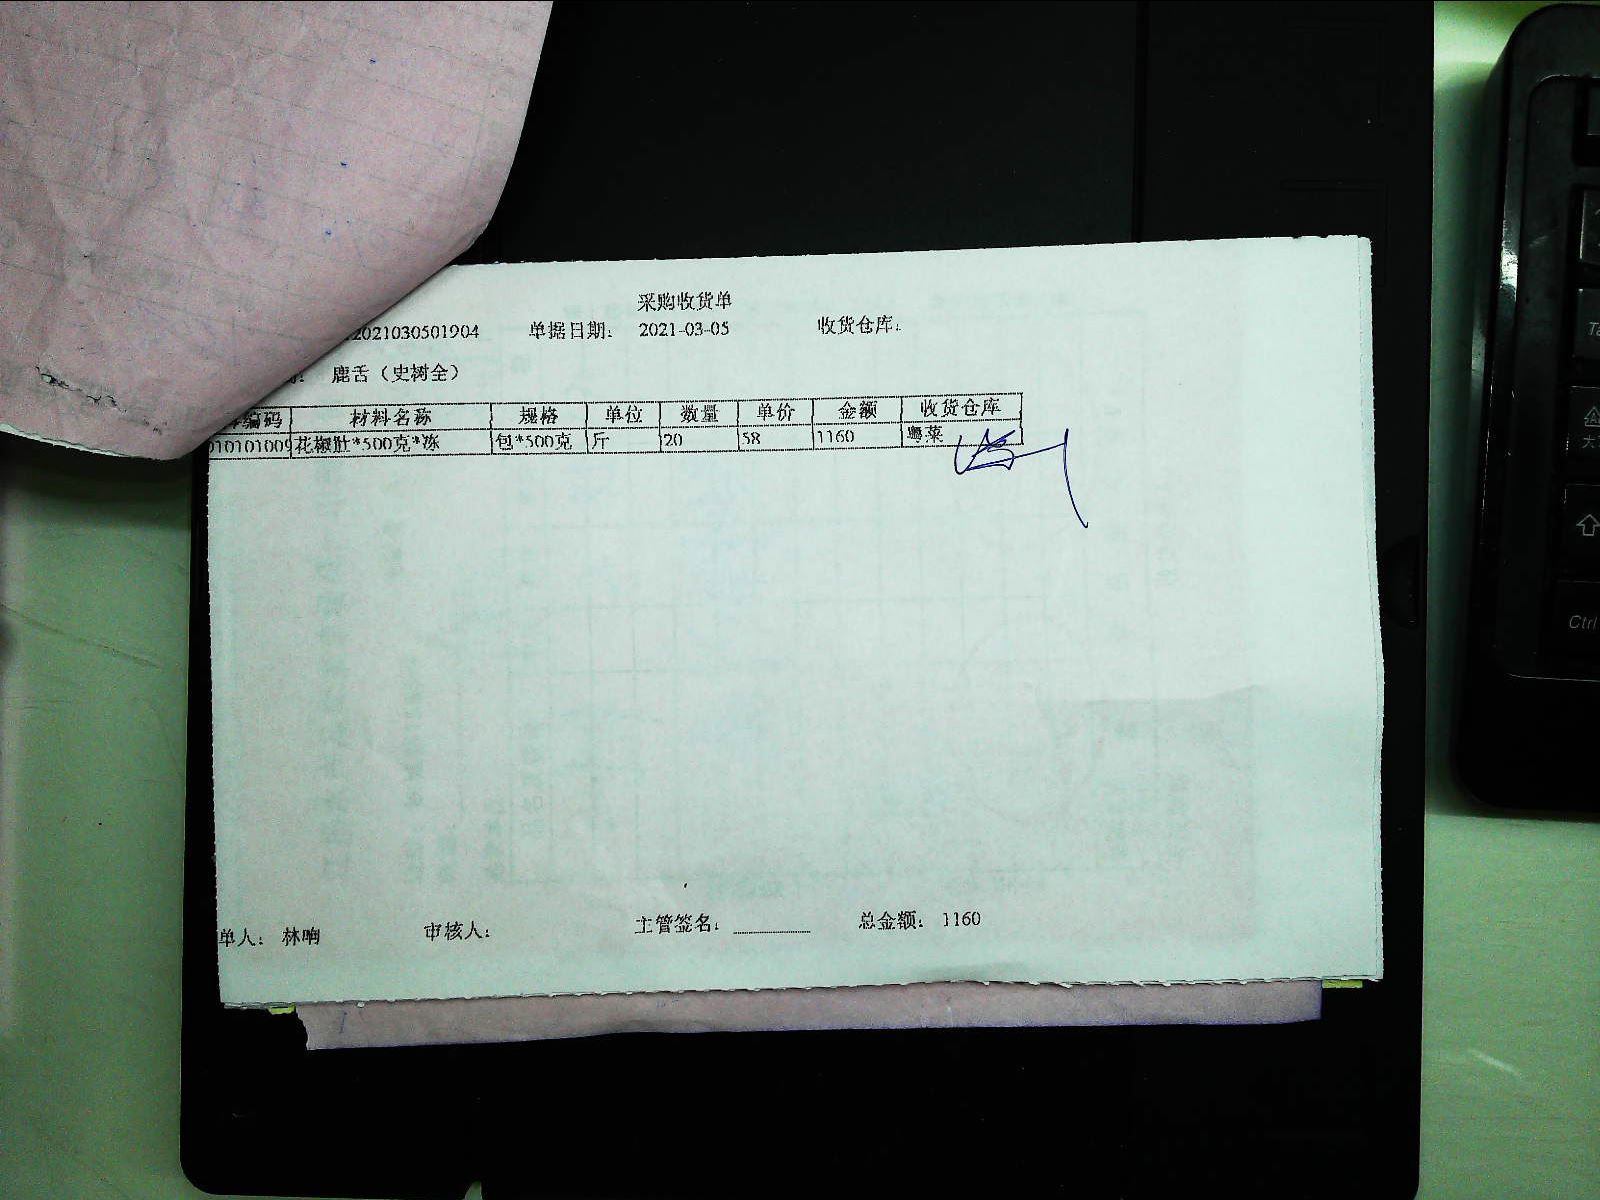 采购收货单
2021030501904 单据日期： 2021-03-05 收货仓库：
鹿舌（史树全）
编码 材料名称 规格 单位 数量 单价 金额 收货仓库
010101009 花椒肚*500克*冻 包*500克 斤 20 58 1160 粤菜
单人： 林响 审核人： 主管签名： 总金额： 1160
Ctrl